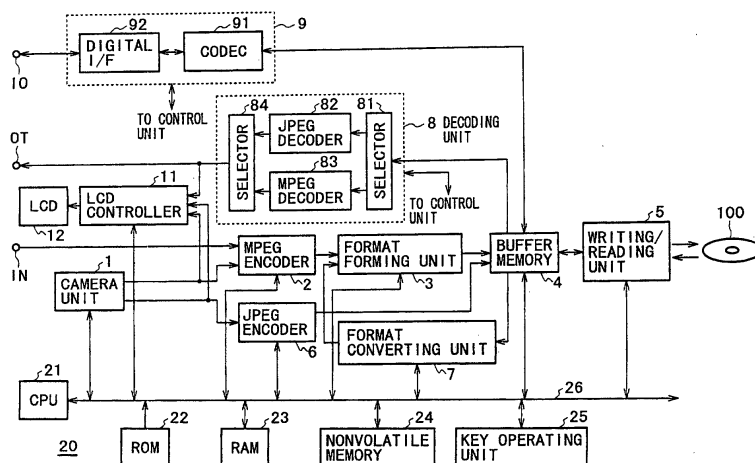 92
91
9
DIGITAL
I/F
CODEC
IO
TO CONTROL
UNIT
84
82
81
OT
SELECTOR
JPEG
DECODER
MPEG
DECODER
83
SELECTOR
8 DECODING
UNIT
TO CONTROL
UNIT
11
LCD
LCD
CONTROLLER
12
IN
1
CAMERA
UNIT
MPEG
ENCODER
2
FORMAT
FORMING UNIT
3
BUFFER
MEMORY
4
5
WRITING/
READING
UNIT
100
JPEG
ENCODER
6
FORMAT
CONVERTING UNIT
7
21
CPU
26
22
ROM
23
RAM
24
NONVOLATILE
MEMORY
25
KEY OPERATING
UNIT
20